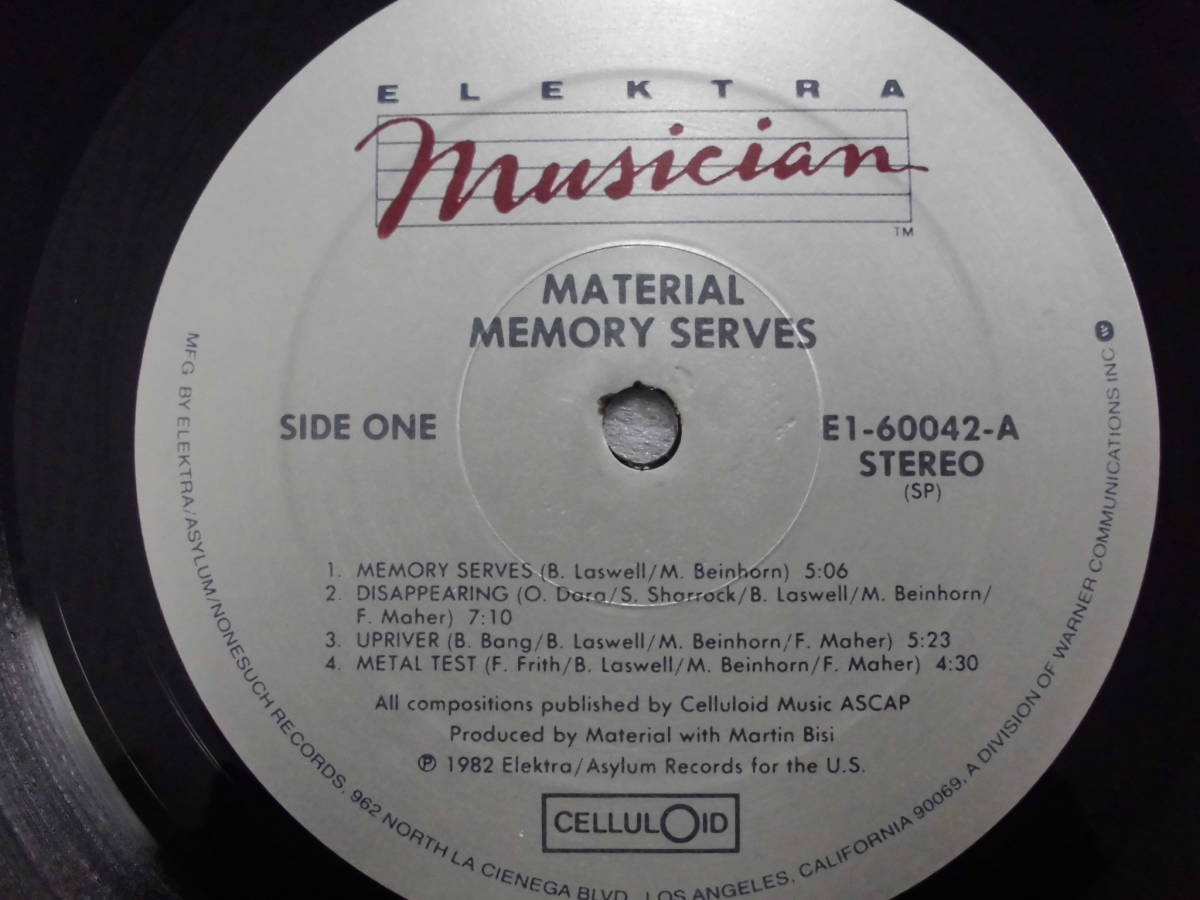 ELEKTRA
Musician
TM
MATERIAL
MEMORY SERVES
SIDE ONE
E1-60042-A
STEREO
(SP)
1. MEMORY SERVES (B. Laswell/M. Beinhorn) 5:06
2. DISAPPEARING (O. Dara/S. Sharrock/B. Laswell/M. Beinhorn/
F. Maher) 7:10
3. UPRIVER (B. Bang/B. Laswell/M. Beinhorn/F. Maher) 5:23
4. METAL TEST (F. Frith/B. Laswell/M. Beinhorn/F. Maher) 4:30
All compositions published by Celluloid Music ASCAP
Produced by Material with Martin Bisi
℗ 1982 Elektra/Asylum Records for the U.S.
CELLULOID
MFG BY ELEKTRA/ASYLUM/NONESUCH RECORDS, 962 NORTH LA CIENEGA BLVD., LOS ANGELES, CALIFORNIA 90069, A DIVISION OF WARNER COMMUNICATIONS INC W